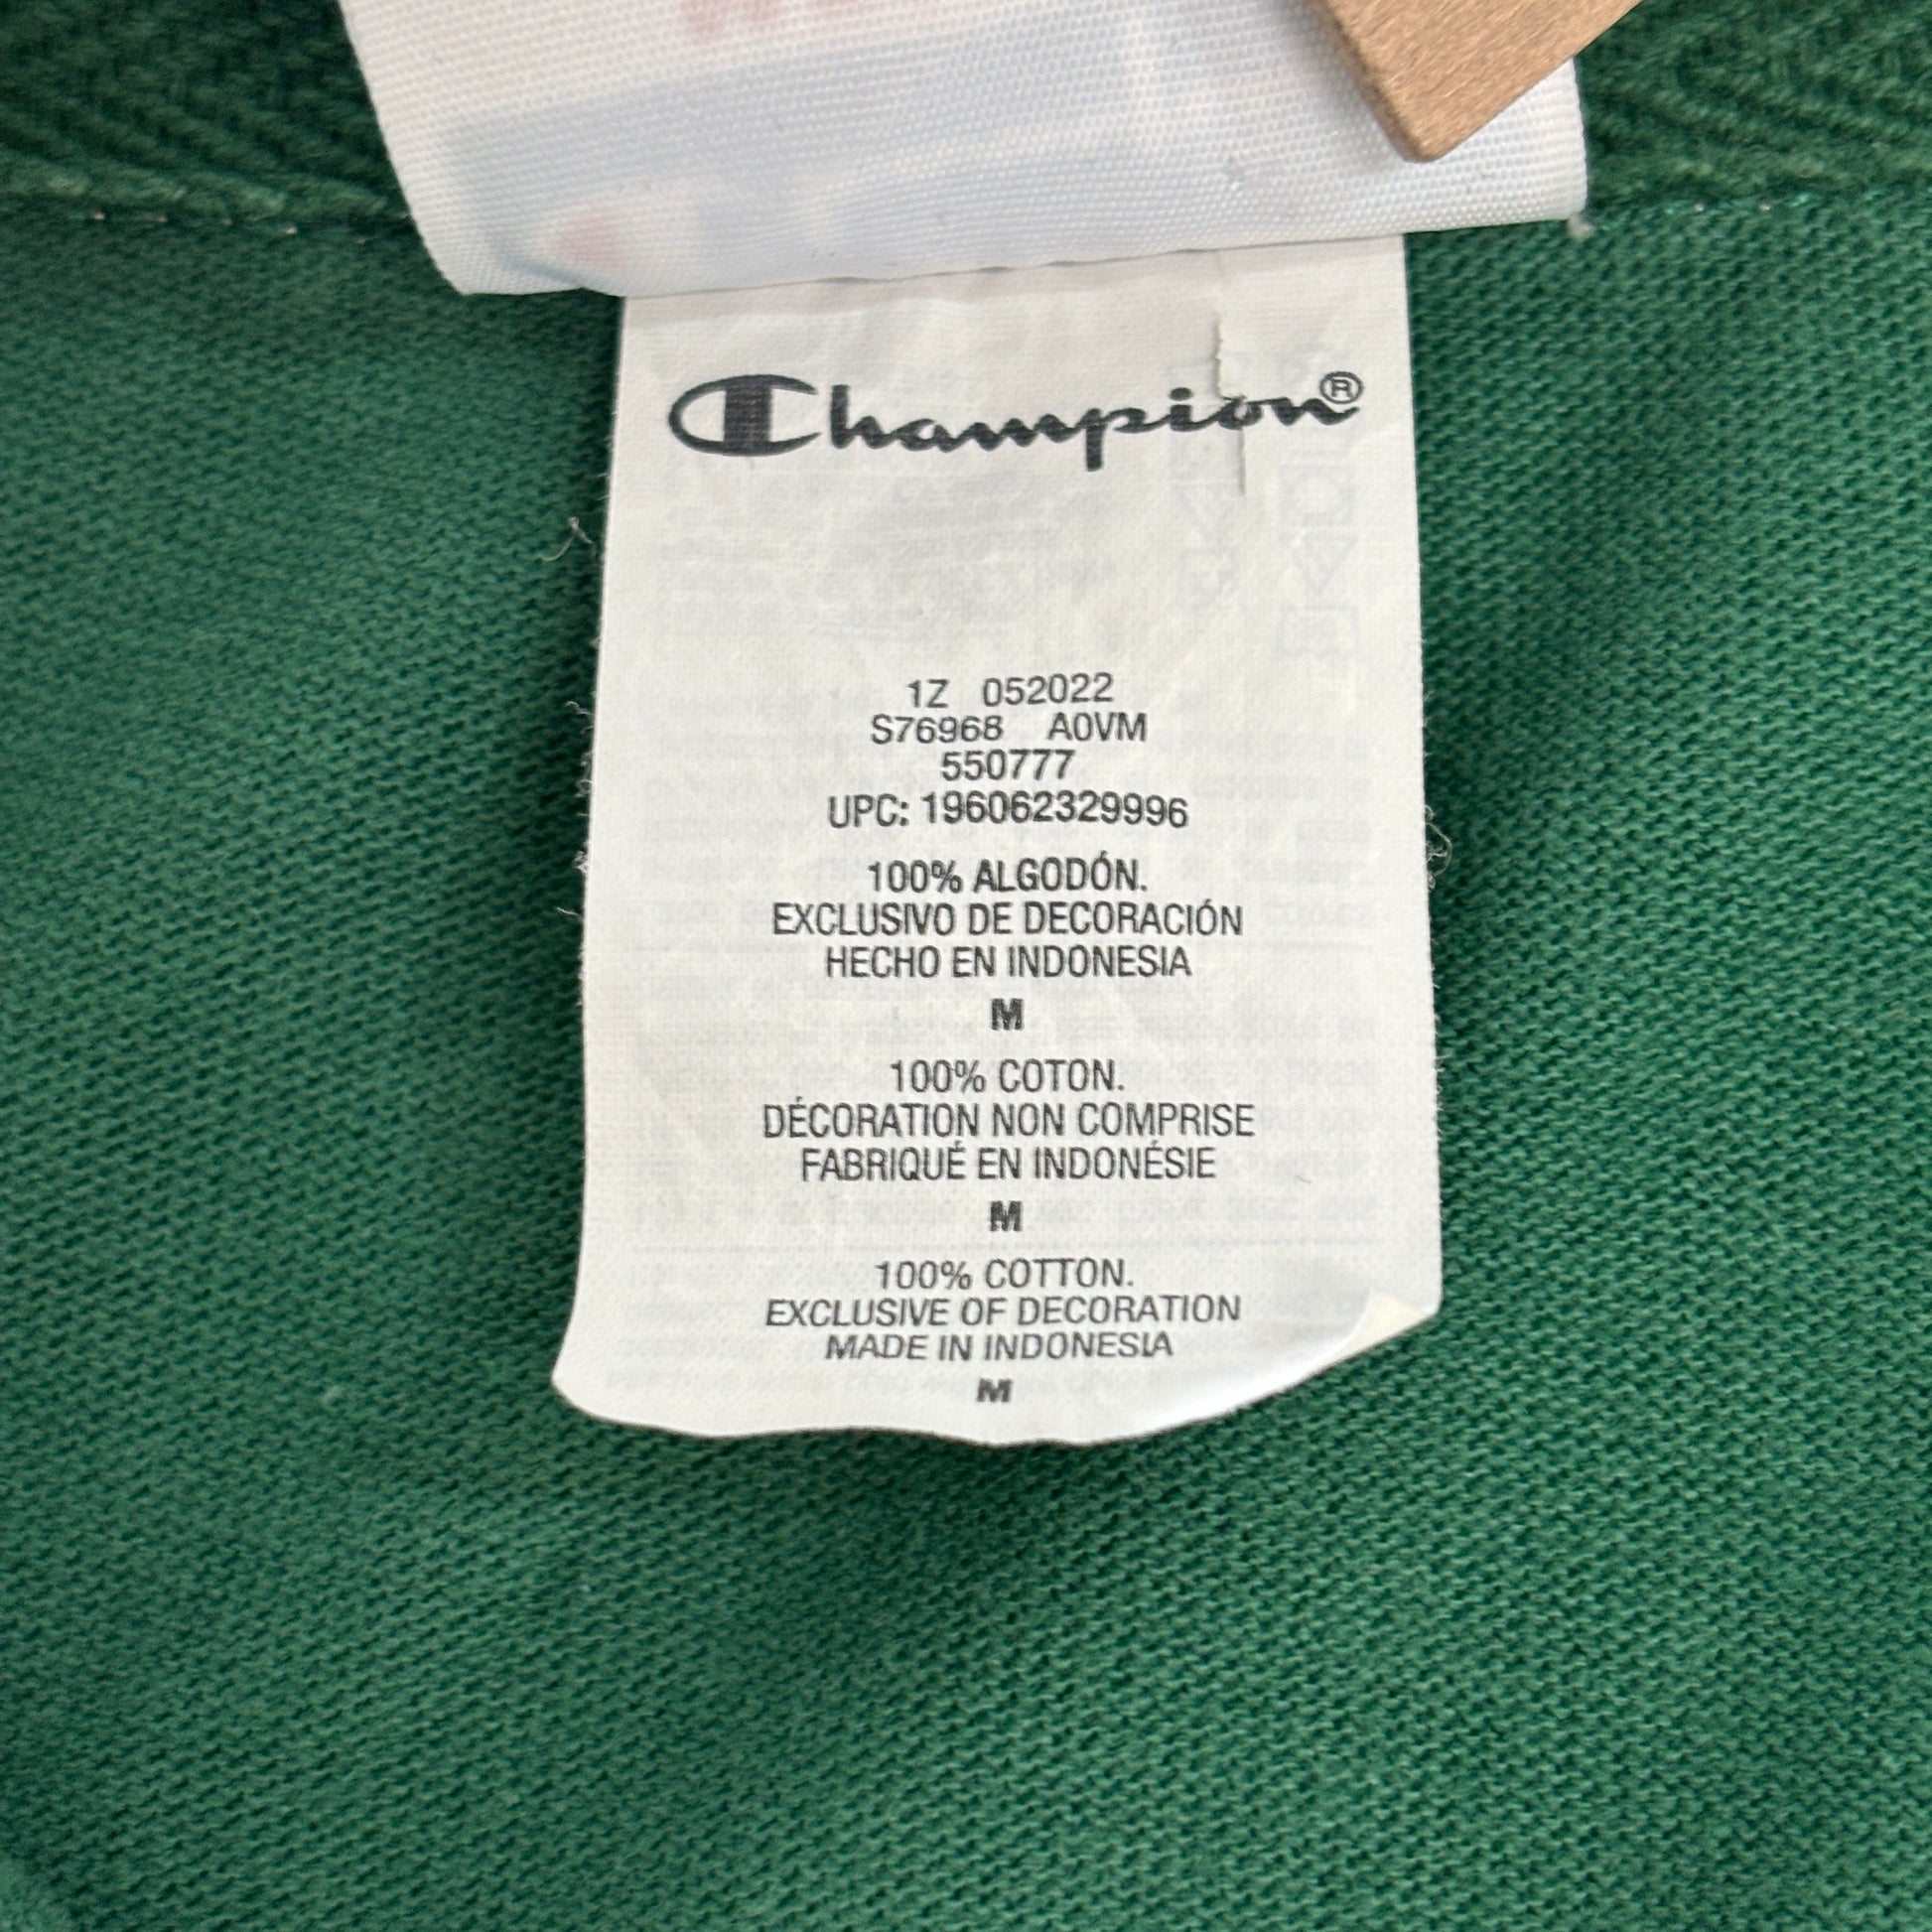 Champion®
1Z 052022
S76968 A0VM
550777
UPC: 196062329996
100% ALGODÓN.
EXCLUSIVO DE DECORACIÓN
HECHO EN INDONESIA
M
100% COTON.
DÉCORATION NON COMPRISE
FABRIQUÉ EN INDONÉSIE
M
100% COTTON.
EXCLUSIVE OF DECORATION
MADE IN INDONESIA
M